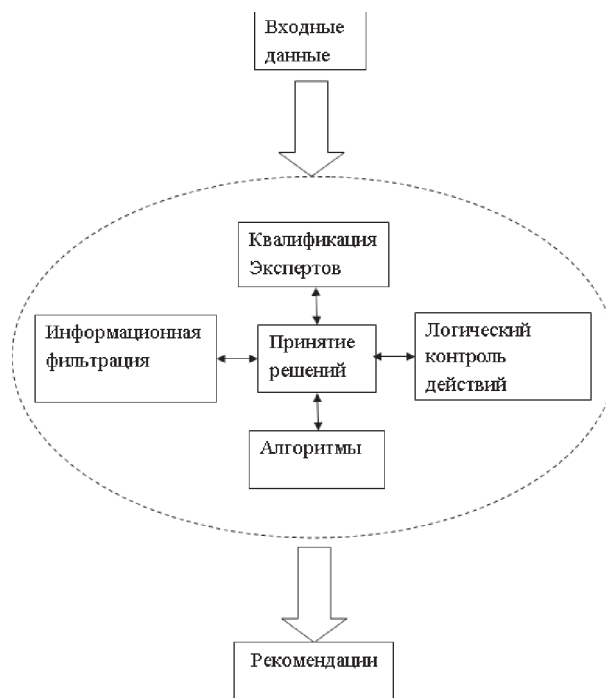 Входные
данные
Квалификация
Экспертов
Информационная
фильтрация
Принятие
решений
Логический
контроль
действий
Алгоритмы
Рекомендации